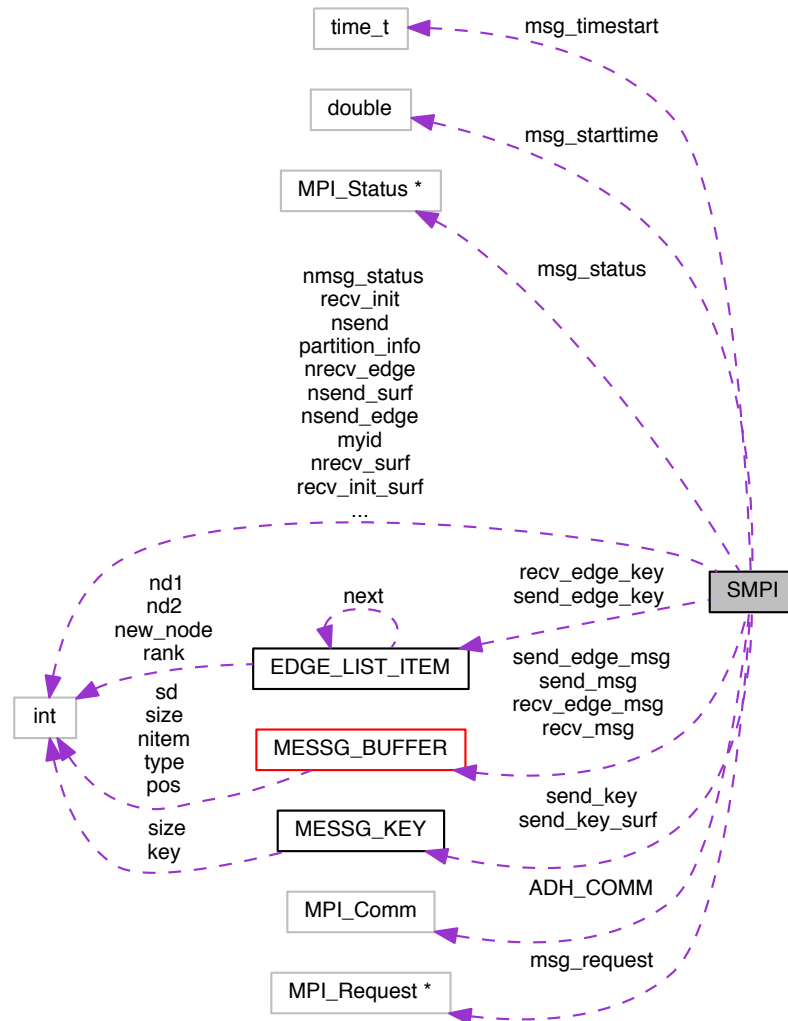 time_t
msg_timestart
double
msg_starttime
MPI_Status *
msg_status
nmsg_status
recv_init
nsend
partition_info
nrecv_edge
nsend_surf
nsend_edge
myid
nrecv_surf
recv_init_surf
...
SMPI
recv_edge_key
send_edge_key
next
nd1
nd2
new_node
rank
EDGE_LIST_ITEM
send_edge_msg
send_msg
recv_edge_msg
recv_msg
int
sd
size
nitem
type
pos
MESSG_BUFFER
send_key
send_key_surf
size
key
MESSG_KEY
ADH_COMM
MPI_Comm
msg_request
MPI_Request *